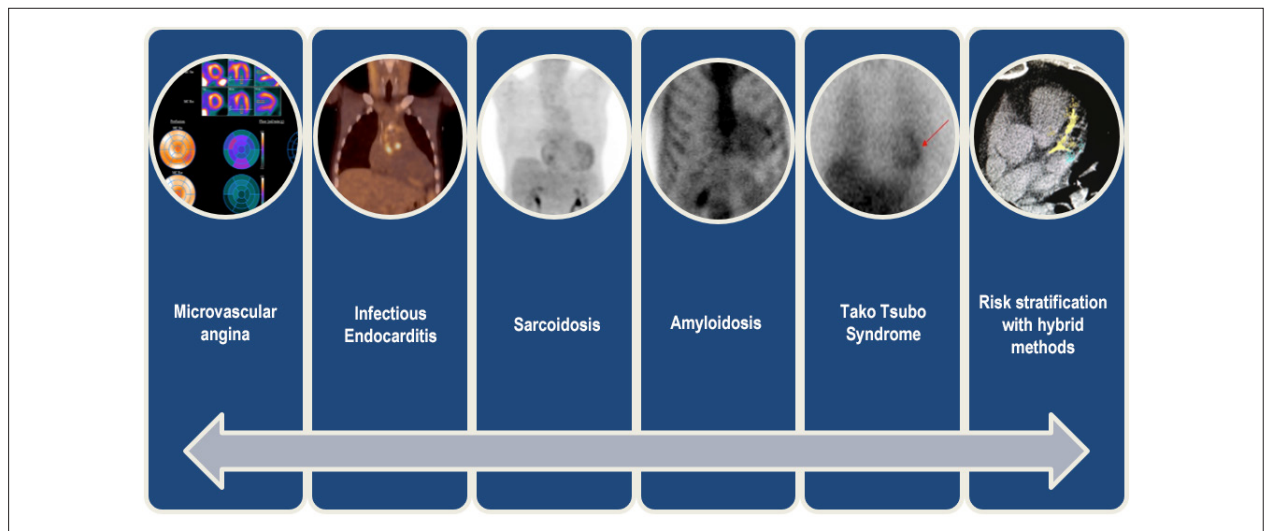 Microvascular
angina
Infectious
Endocarditis
Sarcoidosis
Amyloidosis
Tako Tsubo
Syndrome
Risk stratification
with hybrid
methods